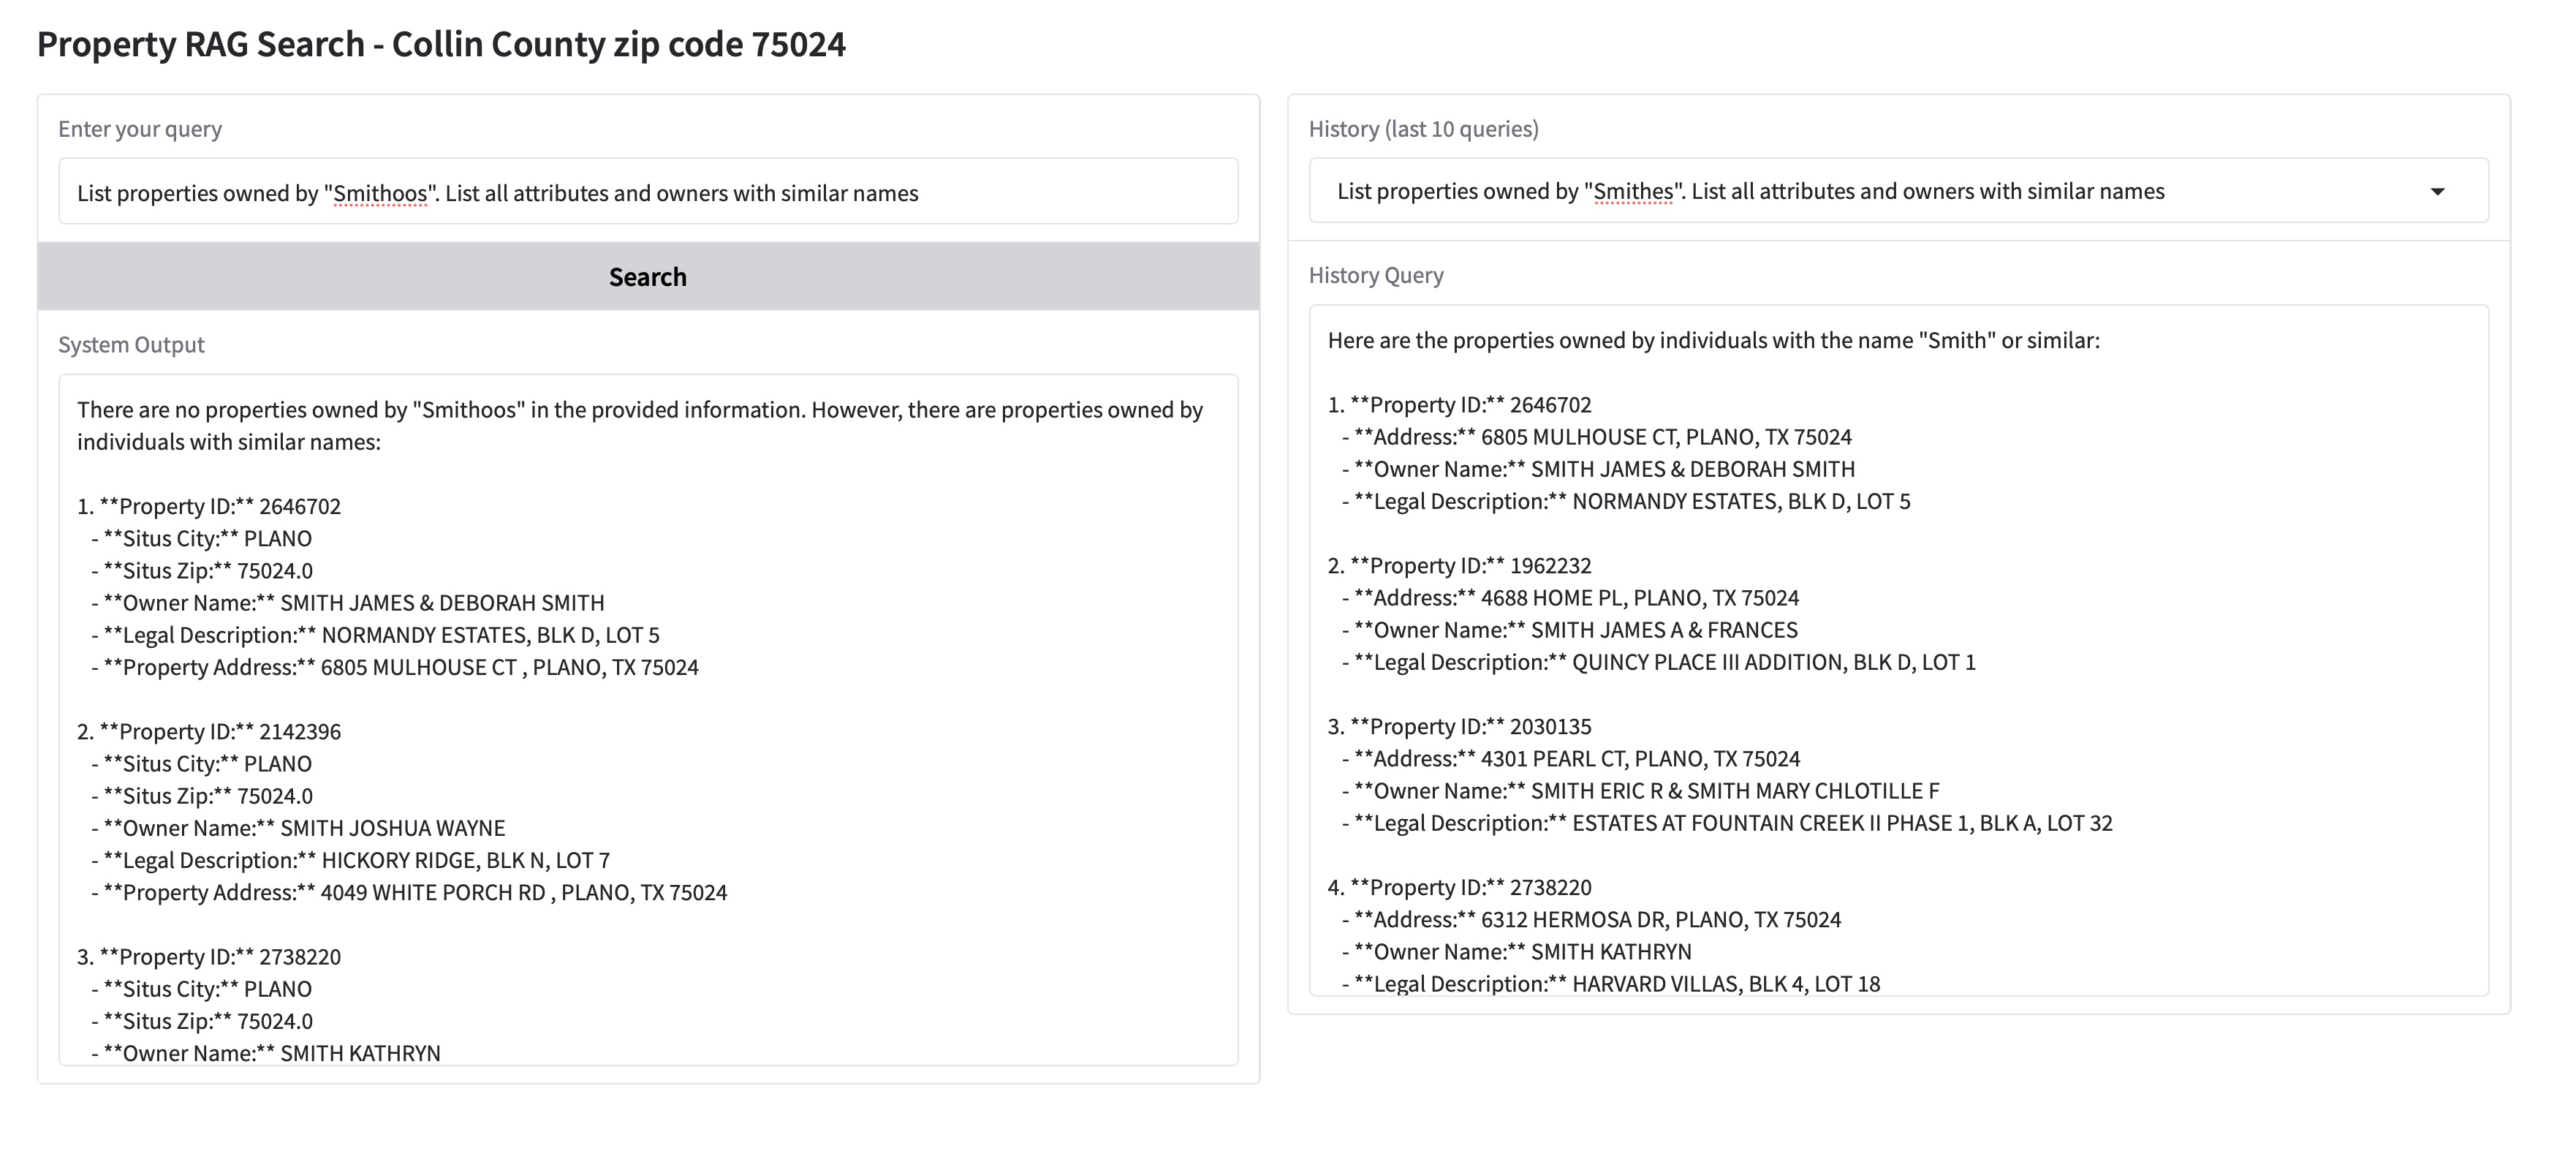 Property RAG Search - Collin County zip code 75024
Enter your query
List properties owned by "Smithoos". List all attributes and owners with similar names
Search
System Output
There are no properties owned by "Smithoos" in the provided information. However, there are properties owned by
individuals with similar names:
1. **Property ID:** 2646702
- **Situs City:** PLANO
- **Situs Zip:** 75024.0
- **Owner Name:** SMITH JAMES & DEBORAH SMITH
- **Legal Description:** NORMANDY ESTATES, BLK D, LOT 5
- **Property Address:** 6805 MULHOUSE CT , PLANO, TX 75024
2. **Property ID:** 2142396
- **Situs City:** PLANO
- **Situs Zip:** 75024.0
- **Owner Name:** SMITH JOSHUA WAYNE
- **Legal Description:** HICKORY RIDGE, BLK N, LOT 7
- **Property Address:** 4049 WHITE PORCH RD , PLANO, TX 75024
3. **Property ID:** 2738220
- **Situs City:** PLANO
- **Situs Zip:** 75024.0
- **Owner Name:** SMITH KATHRYN
History (last 10 queries)
List properties owned by "Smithes". List all attributes and owners with similar names
History Query
Here are the properties owned by individuals with the name "Smith" or similar:
1. **Property ID:** 2646702
- **Address:** 6805 MULHOUSE CT, PLANO, TX 75024
- **Owner Name:** SMITH JAMES & DEBORAH SMITH
- **Legal Description:** NORMANDY ESTATES, BLK D, LOT 5
2. **Property ID:** 1962232
- **Address:** 4688 HOME PL, PLANO, TX 75024
- **Owner Name:** SMITH JAMES A & FRANCES
- **Legal Description:** QUINCY PLACE III ADDITION, BLK D, LOT 1
3. **Property ID:** 2030135
- **Address:** 4301 PEARL CT, PLANO, TX 75024
- **Owner Name:** SMITH ERIC R & SMITH MARY CHLOTILLE F
- **Legal Description:** ESTATES AT FOUNTAIN CREEK II PHASE 1, BLK A, LOT 32
4. **Property ID:** 2738220
- **Address:** 6312 HERMOSA DR, PLANO, TX 75024
- **Owner Name:** SMITH KATHRYN
- **Legal Description:** HARVARD VILLAS, BLK 4, LOT 18